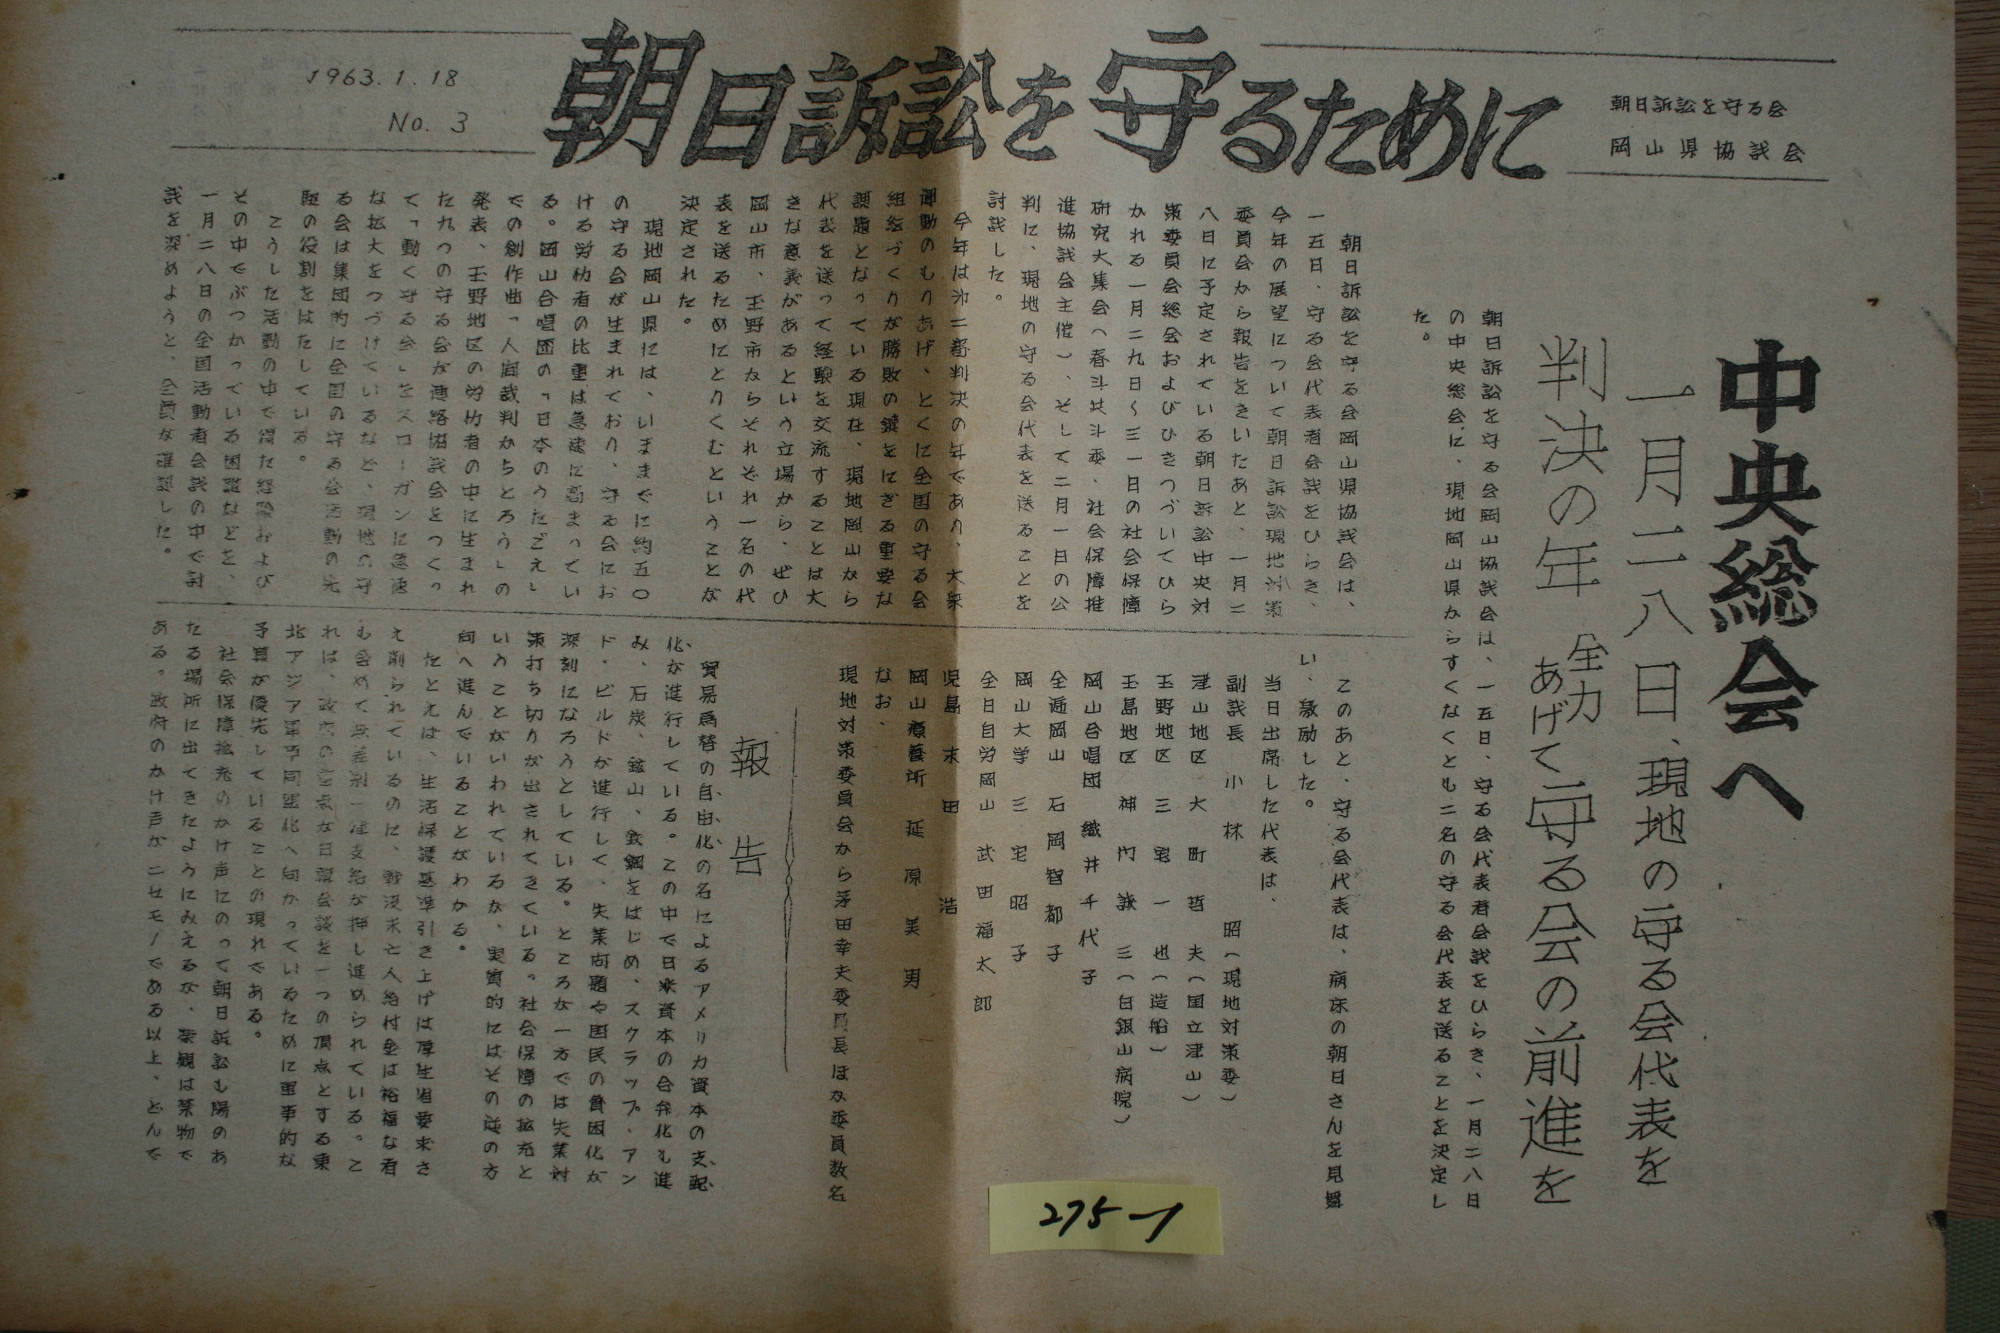 1963.1.18
No. 3
朝日訴訟を守るために
朝日訴訟を守る会
岡山県協議会
中央総会へ
一月二八日、現地の守る会代表を
判決の年 全力あげて守る会の前進を
朝日訴訟を守る会岡山協議会は、一五日、守る会代表者会議をひらき、一月二八日
の中央総会に、現地岡山県からすくなくとも二名の守る会代表を送ることを決定し
た。
朝日訴訟を守る会岡山県協議会は、
一五日、守る会代表者会議をひらき、
今年の展望について朝日訴訟現地対策
委員会から報告をきいたあと、一月二
八日に予定されている朝日訴訟中央対
策委員会総会およびひきつづいてひら
かれる一月二九日〜三一日の社会保障
研究大集会（春斗共斗委、社会保障推
進協議会主催）、そして二月一日の公
判に、現地の守る会代表を送ることを
討議した。
今年は才二審判決の年であり、大衆
運動のもりあげ、とくに全国の守る会
組織づくりが勝敗の鍵をにぎる重要な
課題となっている現在、現地岡山から
代表を送って経験を交流することは大
きな意義があるという立場から、ぜひ
岡山市、玉野市ならそれぞれ一名の代
表を送るためにとりくむということな
決定された。
現地岡山県には、いままでに約五〇
の守る会が生まれており、守る会にお
ける労働者の比重は急速に高まってい
る。岡山合唱団の「日本のうたごえ」
での創作曲「人間裁判かちとろう」の
発表、玉野地区の労働者の中に生まれ
た九つの守る会が連絡協議会をつくっ
て「動く守る会」をスローガンに急速
な拡大をつづけているなど、現地の守
る会は集団的に全国の守る会活動の先
駆の役割をはたしている。
こうした活動の中で得た経験および
その中でぶつかっている困難などを、
一月二八日の全国活動者会議の中で討
議を深めようと、全員な確認した。
このあと、守る会代表は、病床の朝日さんを見舞
い、激励した。
当日出席した代表は、
副議長 小林 昭（現地対策委）
津山地区 大町哲夫（国立津山）
玉野地区 三宅一也（造船）
玉島地区 神門誠三（白銀山病院）
岡山合唱団 織井千代子
全逓岡山 石岡智都子
岡山大学 三宅昭子
全日自労岡山 武田福太郎
児島 末田 浩
岡山療養所 延原美男
なお、
現地対策委員会から茅田幸夫委員長ほか委員数名
報告
貿易為替の自由化の名によるアメリカ資本の支配
化が進行している。この中で日米資本の合弁化も進
み、石炭、鉱山、鉄鋼をはじめ、スクラップ・アン
ド・ビルドが進行しく、失業問題や国民の貧困化が
深刻になろうとしている。ところな一方では失業対
策打ち切りが出されてきている。社会保障の拡充と
いうことがいわれているな、実質的にはその逆の方
向へ進んでいることがわかる。
たとえば、生活保護基準引き上げは厚生省要求さ
え削られているのに、戦没未亡人給付金は裕福な者
も含めて無差別一律支給な押し進められている。こ
れは、政府の 日韓会談を一つの頂点とする東
北アジア軍事同盟化へ向かっているために軍事的な
予算が優先していることの現れである。
社会保障拡充のかけ声にのって朝日訴訟も陽のあ
たる場所に出てきたようにみえるな、楽観は禁物で
ある。政府のかけ声がニセモノである以上、どんで
275-1